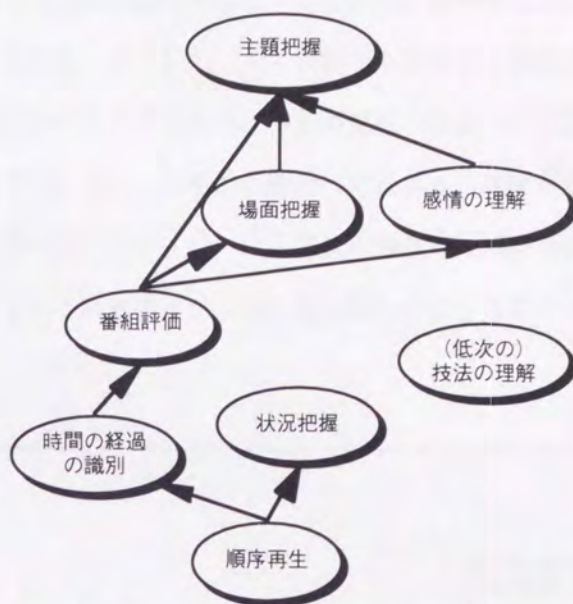 主題把握
場面把握
感情の理解
番組評価
(低次の)
技法の理解
状況把握
時間の経過
の識別
順序再生